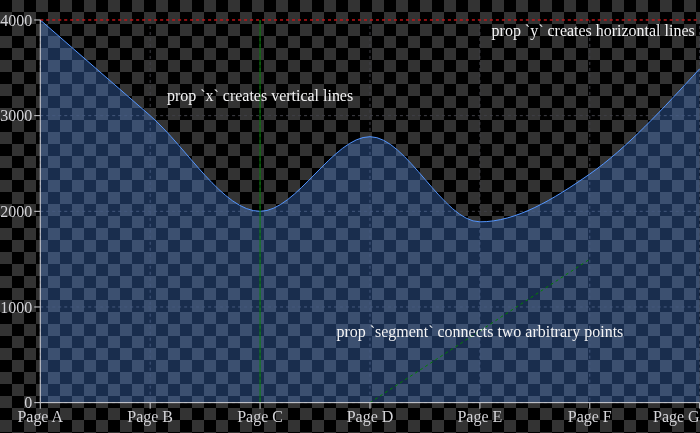 4000
prop `y` creates horizontal lines
prop `x` creates vertical lines
3000
2000
1000
prop `segment` connects two arbitrary points
0
Page A Page B Page C Page D Page E Page F Page G